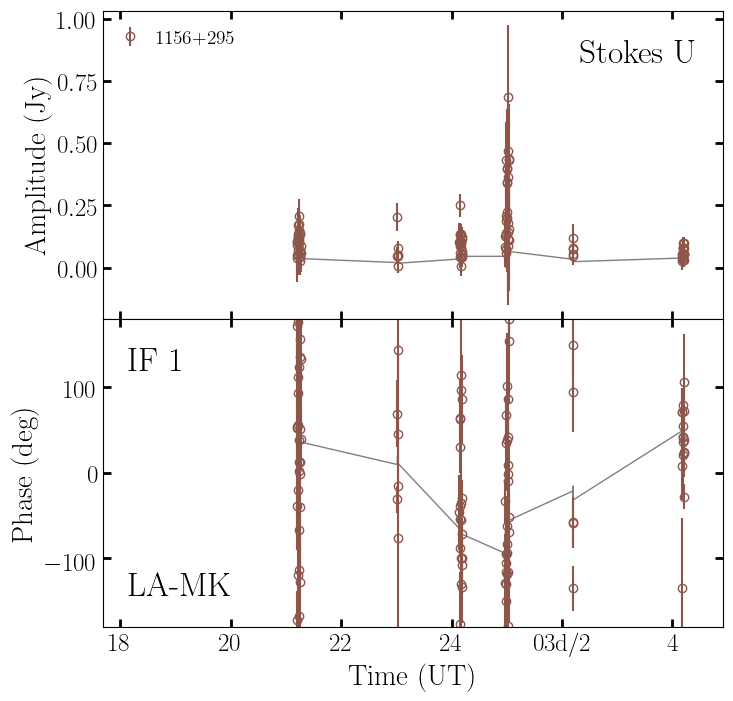 1.00
1156+295
Stokes U
0.75
0.50
0.25
0.00
Amplitude (Jy)
IF 1
100
0
−100
Phase (deg)
LA-MK
18 20 22 24 03d/2 4
Time (UT)